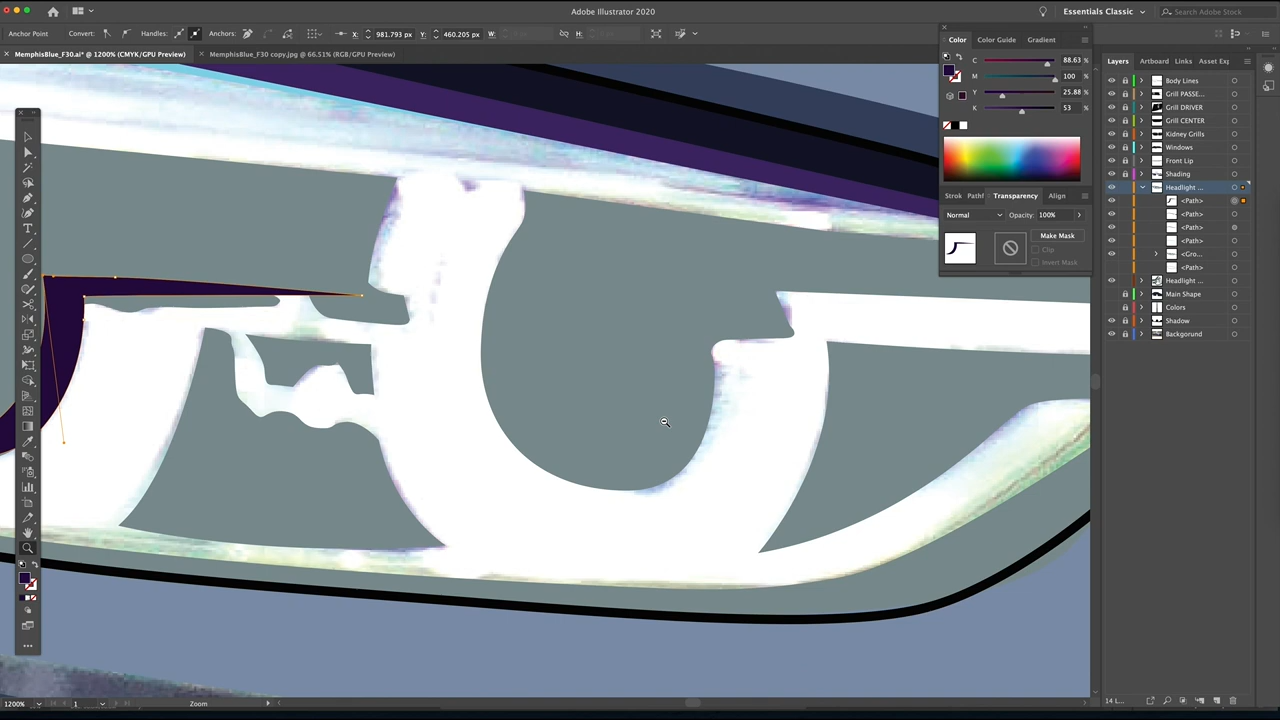 Adobe Illustrator 2020
Essentials Classic
Search Adobe Stock
Anchor Point
Convert:
Handles:
Anchors:
X:
981.793 px
Y:
460.205 px
W:
H:
MemphisBlue_F30.ai* @ 1200% (CMYK/GPU Preview)
MemphisBlue_F30 copy.jpg @ 66.51% (RGB/GPU Preview)
Color
Color Guide
Gradient
C
88.63
%
M
100
%
Y
25.88
%
K
53
%
Strok
Pathf
Transparency
Align
Normal
Opacity:
100%
Make Mask
Clip
Invert Mask
Layers
Artboard
Links
Asset Exp
Body Lines
Grill PASSE...
Grill DRIVER
Grill CENTER
Kidney Grills
Windows
Front Lip
Shading
Headlight ...
<Path>
<Path>
<Path>
<Path>
<Gro...
<Path>
Headlight ...
Main Shape
Colors
Shadow
Background
1200%
1
Zoom
14 L...